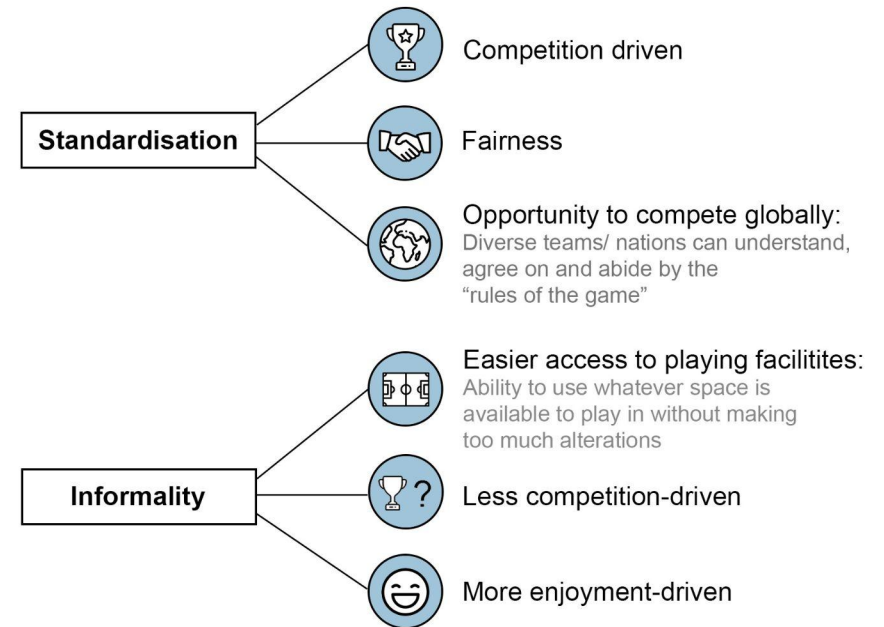 Competition driven
Standardisation
Fairness
Opportunity to compete globally:
Diverse teams/ nations can understand,
agree on and abide by the
“rules of the game”
Easier access to playing facilitites:
Ability to use whatever space is
available to play in without making
too much alterations
Informality
?
Less competition-driven
More enjoyment-driven